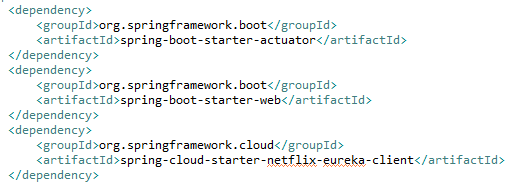 <dependency>
    <groupId>org.springframework.boot</groupId>
    <artifactId>spring-boot-starter-actuator</artifactId>
</dependency>
<dependency>
    <groupId>org.springframework.boot</groupId>
    <artifactId>spring-boot-starter-web</artifactId>
</dependency>
<dependency>
    <groupId>org.springframework.cloud</groupId>
    <artifactId>spring-cloud-starter-netflix-eureka-client</artifactId>
</dependency>